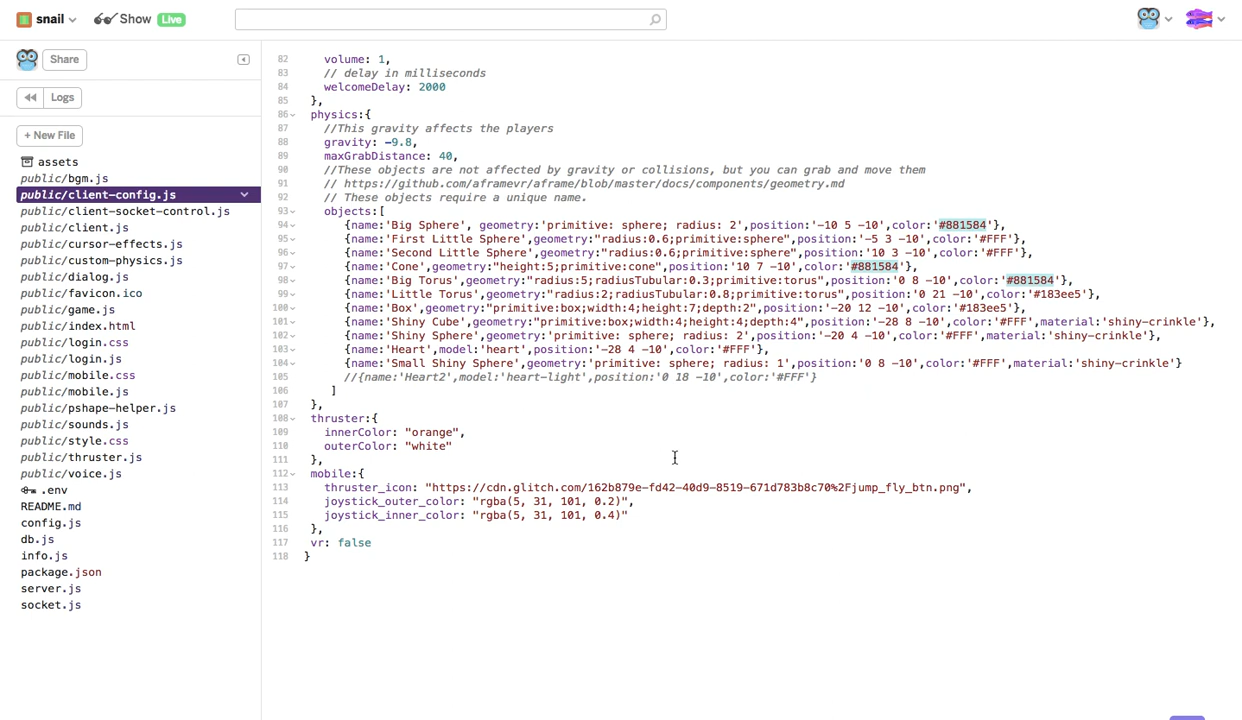 snail Show Live
Share
Logs
+ New File
assets
public/bgm.js
public/client-config.js
public/client-socket-control.js
public/client.js
public/cursor-effects.js
public/custom-physics.js
public/dialog.js
public/favicon.ico
public/game.js
public/index.html
public/login.css
public/login.js
public/mobile.css
public/mobile.js
public/pshape-helper.js
public/sounds.js
public/style.css
public/thruster.js
public/voice.js
.env
README.md
config.js
db.js
info.js
package.json
server.js
socket.js
82 volume: 1,
83 // delay in milliseconds
84 welcomeDelay: 2000
85 },
86 physics:{
87 //This gravity affects the players
88 gravity: -9.8,
89 maxGrabDistance: 40,
90 //These objects are not affected by gravity or collisions, but you can grab and move them
91 // https://github.com/aframevr/aframe/blob/master/docs/components/geometry.md
92 // These objects require a unique name.
93 objects:[
94 {name:'Big Sphere', geometry:'primitive: sphere; radius: 2',position:'-10 5 -10',color:'#881584'},
95 {name:'First Little Sphere',geometry:"radius:0.6;primitive:sphere",position:'-5 3 -10',color:'#FFF'},
96 {name:'Second Little Sphere',geometry:"radius:0.6;primitive:sphere",position:'10 3 -10',color:'#FFF'},
97 {name:'Cone',geometry:"height:5;primitive:cone",position:'10 7 -10',color:'#881584'},
98 {name:'Big Torus',geometry:"radius:5;radiusTubular:0.3;primitive:torus",position:'0 8 -10',color:'#881584'},
99 {name:'Little Torus',geometry:"radius:2;radiusTubular:0.8;primitive:torus",position:'0 21 -10',color:'#183ee5'},
100 {name:'Box',geometry:"primitive:box;width:4;height:7;depth:2",position:'-20 12 -10',color:'#183ee5'},
101 {name:'Shiny Cube',geometry:"primitive:box;width:4;height:4;depth:4",position:'-28 8 -10',color:'#FFF',material:'shiny-crinkle'},
102 {name:'Shiny Sphere',geometry:'primitive: sphere; radius: 2',position:'-20 4 -10',color:'#FFF',material:'shiny-crinkle'},
103 {name:'Heart',model:'heart',position:'-28 4 -10',color:'#FFF'},
104 {name:'Small Shiny Sphere',geometry:'primitive: sphere; radius: 1',position:'0 8 -10',color:'#FFF',material:'shiny-crinkle'}
105 //{name:'Heart2',model:'heart-light',position:'0 18 -10',color:'#FFF'}
106 ]
107 },
108 thruster:{
109 innerColor: "orange",
110 outerColor: "white"
111 },
112 mobile:{
113 thruster_icon: "https://cdn.glitch.com/162b879e-fd42-40d9-8519-671d783b8c70%2Fjump_fly_btn.png",
114 joystick_outer_color: "rgba(5, 31, 101, 0.2)",
115 joystick_inner_color: "rgba(5, 31, 101, 0.4)"
116 },
117 vr: false
118 }